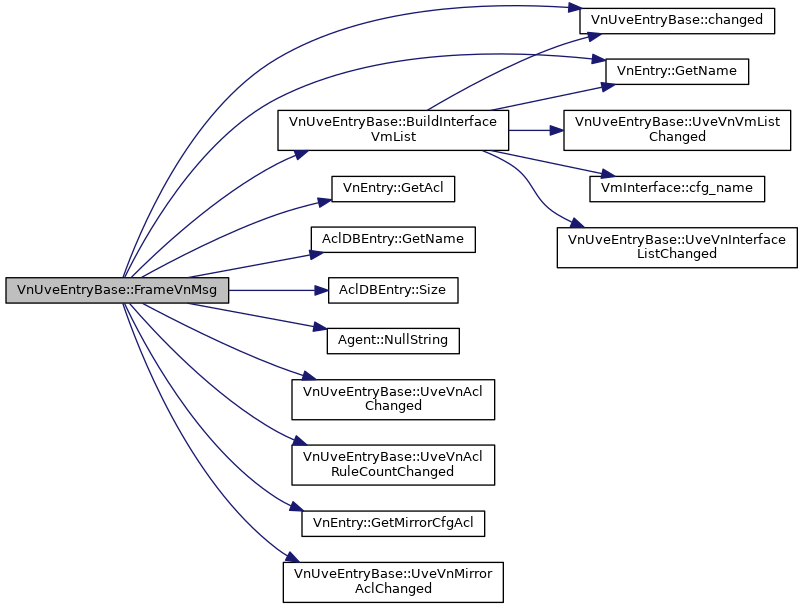 VnUveEntryBase::changed
VnEntry::GetName
VnUveEntryBase::BuildInterface
VmList
VnUveEntryBase::UveVnVmList
Changed
VnEntry::GetAcl
VmInterface::cfg_name
AclDBEntry::GetName
VnUveEntryBase::UveVnInterface
ListChanged
VnUveEntryBase::FrameVnMsg
AclDBEntry::Size
Agent::NullString
VnUveEntryBase::UveVnAcl
Changed
VnUveEntryBase::UveVnAcl
RuleCountChanged
VnEntry::GetMirrorCfgAcl
VnUveEntryBase::UveVnMirror
AclChanged